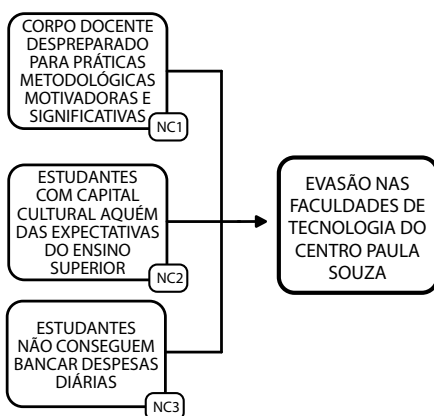 CORPO DOCENTE
DESPREPARADO
PARA PRÁTICAS
METODOLÓGICAS
MOTIVADORAS E
SIGNIFICATIVAS
NC1
ESTUDANTES
COM CAPITAL
CULTURAL AQUÉM
DAS EXPECTATIVAS
DO ENSINO
SUPERIOR
NC2
ESTUDANTES
NÃO CONSEGUEM
BANCAR DESPESAS
DIÁRIAS
NC3
EVASÃO NAS
FACULDADES DE
TECNOLOGIA DO
CENTRO PAULA
SOUZA